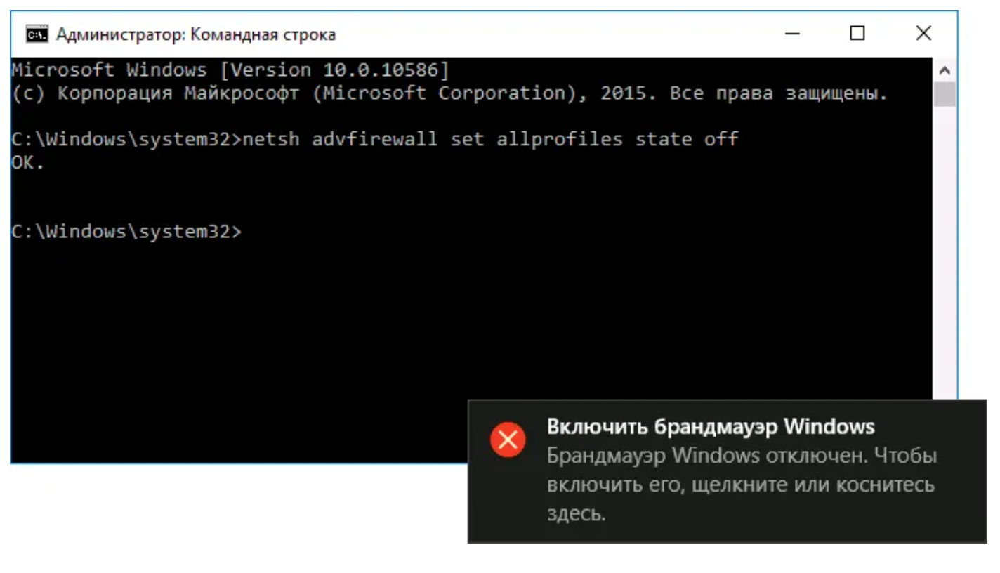 Администратор: Командная строка
Microsoft Windows [Version 10.0.10586]
(c) Корпорация Майкрософт (Microsoft Corporation), 2015. Все права защищены.
C:\Windows\system32>netsh advfirewall set allprofiles state off
OK.
C:\Windows\system32>
Включить брандмауэр Windows
Брандмауэр Windows отключен. Чтобы
включить его, щелкните или коснитесь
здесь.